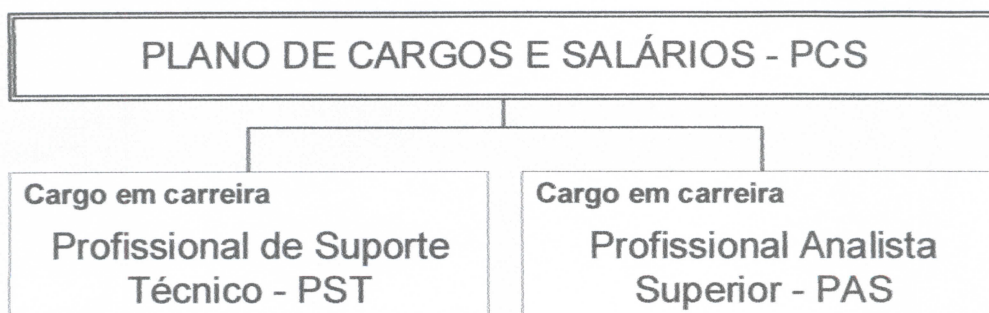 PLANO DE CARGOS E SALÁRIOS - PCS
Cargo em carreira
Profissional de Suporte
Técnico - PST
Cargo em carreira
Profissional Analista
Superior - PAS